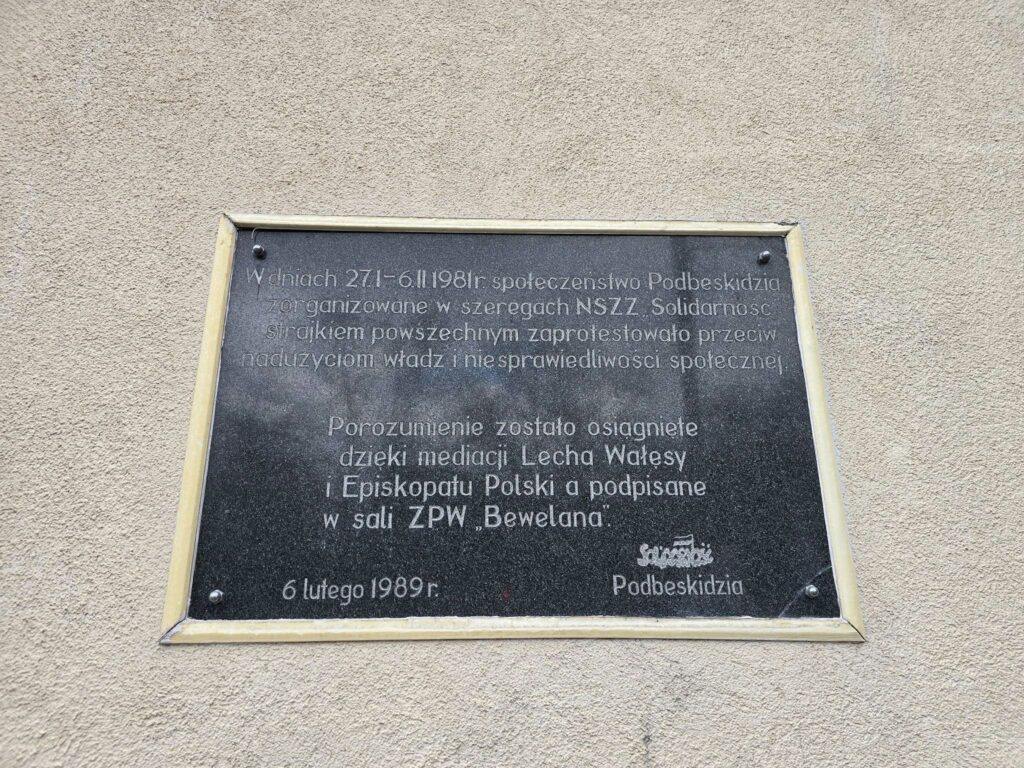 W dniach 27.I-6.II 1981r społeczeństwo Podbeskidzia
zorganizowane w szeregach NSZZ „Solidarność"
strajkiem powszechnym zaprotestowało przeciw
nadużyciom władz i niesprawiedliwości społecznej.
Porozumienie zostało osiągnięte
dzięki mediacji Lecha Wałęsy
i Episkopatu Polski a podpisane
w sali ZPW „Bewelana".
Solidarność
6 lutego 1989 r. Podbeskidzia